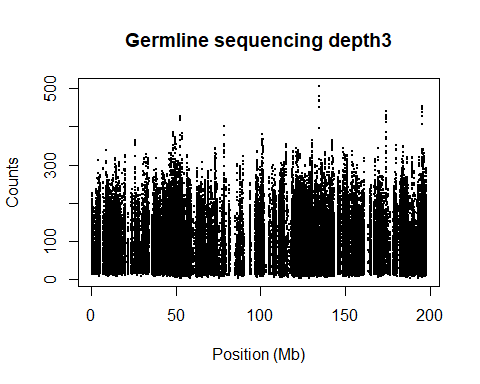 Germline sequencing depth3
Counts
500
300
100
0
0 50 100 150 200
Position (Mb)